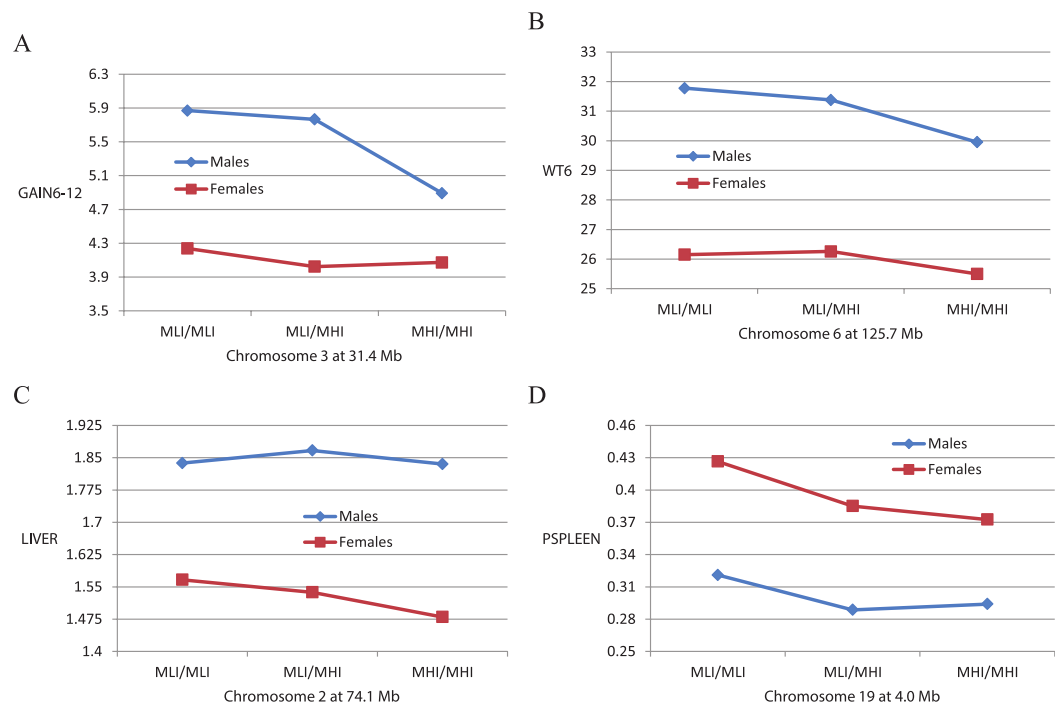 A
6.3
5.9
5.5
5.1
4.7
4.3
3.9
3.5
GAIN6-12
Males
Females
MLI/MLI MLI/MHI MHI/MHI
Chromosome 3 at 31.4 Mb
B
33
32
31
30
29
28
27
26
25
WT6
Males
Females
MLI/MLI MLI/MHI MHI/MHI
Chromosome 6 at 125.7 Mb
C
1.925
1.85
1.775
1.7
1.625
1.55
1.475
1.4
LIVER
Males
Females
MLI/MLI MLI/MHI MHI/MHI
Chromosome 2 at 74.1 Mb
D
0.46
0.43
0.4
0.37
0.34
0.31
0.28
0.25
PSPLEEN
Males
Females
MLI/MLI MLI/MHI MHI/MHI
Chromosome 19 at 4.0 Mb